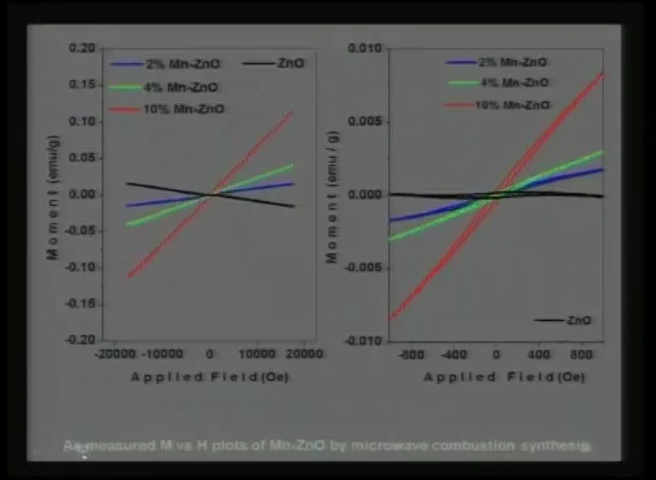 0.20
0.15
0.10
0.05
0.00
-0.05
-0.10
-0.15
-0.20
Moment (emu/g)
2% Mn-ZnO
ZnO
4% Mn-ZnO
10% Mn-ZnO
-20000 -10000 0 10000 20000
Applied Field (Oe)
0.010
0.005
0.000
-0.005
-0.010
Moment (emu / g)
2% Mn-ZnO
4% Mn-ZnO
10% Mn-ZnO
ZnO
-800 -400 0 400 800
Applied Field (Oe)
As measured M vs H plots of Mn-ZnO by microwave combustion synthesis